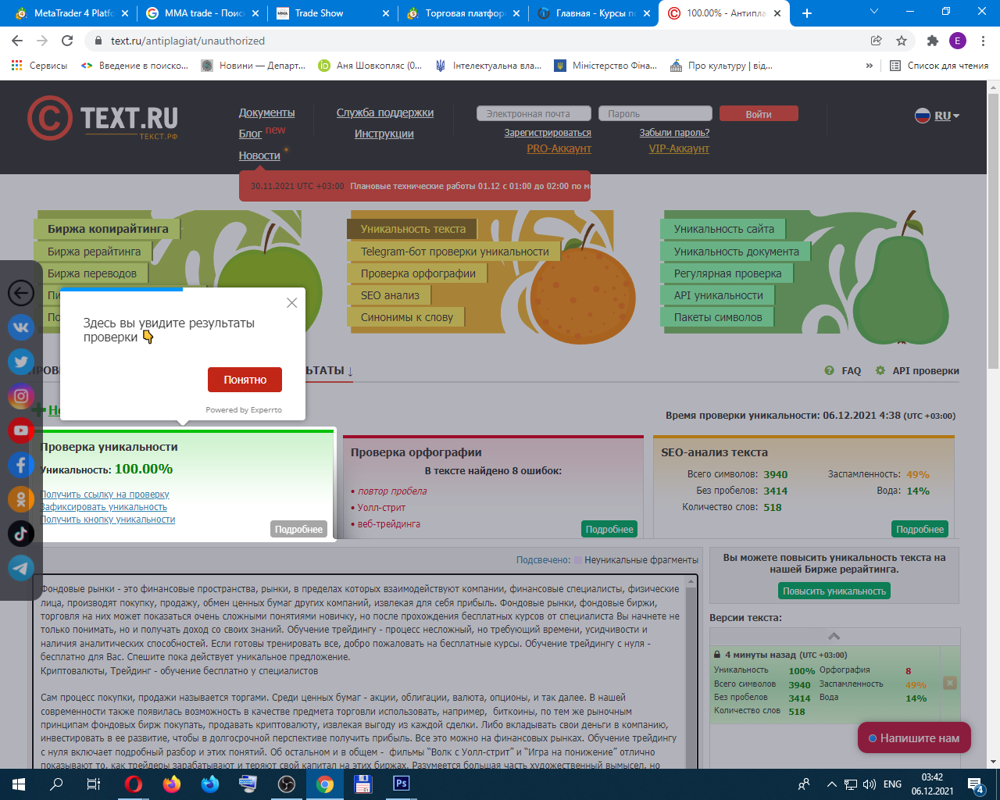 MetaTrader 4 Platfo
MMA trade - Поис
Trade Show
Торговая платформ
Главная - Курсы по
100.00% - Антипла
text.ru/antiplagiat/unauthorized
E
Сервисы
Введение в поиско...
Новини — Департ...
Аня Шовкопляс (0...
Інтелектуальна вла...
Міністерство Фіна...
Про культуру | від...
»
Список для чтения
C TEXT.RU
ТЕКСТ.РФ
Документы
Блог new
Новости
Служба поддержки
Инструкции
Электронная почта
Пароль
Войти
Зарегистрироваться
Забыли пароль?
PRO-Аккаунт
VIP-Аккаунт
RU
30.11.2021 UTC +03:00 Плановые технические работы 01.12 с 01:00 до 02:00 по мо
Биржа копирайтинга
Биржа рерайтинга
Биржа переводов
Пи
По
Уникальность текста
Telegram-бот проверки уникальности
Проверка орфографии
SEO анализ
Синонимы к слову
Уникальность сайта
Уникальность документа
Регулярная проверка
API уникальности
Пакеты символов
Здесь вы увидите результаты
проверки 👇
Понятно
Powered by Experrto
ПРОВЕ
ЬТАТЫ ↓
FAQ
API проверки
Но
Время проверки уникальности: 06.12.2021 4:38 (UTC +03:00)
Проверка уникальности
Уникальность: 100.00%
Получить ссылку на проверку
Зафиксировать уникальность
Получить кнопку уникальности
Подробнее
Проверка орфографии
В тексте найдено 8 ошибок:
• повтор пробела
• Уолл-стрит
• веб-трейдинга
Подробнее
SEO-анализ текста
Всего символов: 3940 Заспамленность: 49%
Без пробелов: 3414 Вода: 14%
Количество слов: 518
Подробнее
Подсвечено: Неуникальные фрагменты
Фондовые рынки - это финансовые пространства, рынки, в пределах которых взаимодействуют компании, финансовые специалисты, физические
лица, производят покупку, продажу, обмен ценных бумаг других компаний, извлекая для себя прибыль. Фондовые рынки, фондовые биржи,
торговля на них может показаться очень сложными понятиями новичку, но после прохождения бесплатных курсов от специалиста Вы начнете не
только понимать, но и получать доход со своих знаний. Обучение трейдингу - процесс несложный, но требующий времени, усидчивости и
наличия аналитических способностей. Если готовы тренировать все, добро пожаловать на бесплатные курсы. Обучение трейдингу с нуля -
бесплатно для Вас. Спешите пока действует уникальное предложение.
Криптовалюты, Трейдинг - обучение бесплатно у специалистов
Сам процесс покупки, продажи называется торгами. Среди ценных бумаг - акции, облигации, валюта, опционы, и так далее. В нашей
современности также появилась возможность в качестве предмета торговли использовать, например, биткоины, по тем же рыночным
принципам фондовых бирж покупать, продавать криптовалюту, извлекая выгоду из каждой сделки. Либо вкладывать свои деньги в компанию,
инвестировать в ее развитие, чтобы в долгосрочной перспективе получить прибыль. Все это можно на финансовых рынках. Обучение трейдингу
с нуля включает подробный разбор и этих понятий. Об остальном и в общем - фильмы “Волк с Уолл-стрит” и “Игра на понижение” отлично
показывают то, как трейдеры зарабатывают и теряют свой капитал на этих биржах. Разумеется большая часть художественный вымысел, но
Вы можете повысить уникальность текста на
нашей Бирже рерайтинга.
Повысить уникальность
Версии текста:
4 минуты назад (UTC +03:00)
Уникальность 100% Орфография 8
Всего символов 3940 Заспамленность 49%
Без пробелов 3414 Вода 14%
Количество слов 518
Напишите нам
Ps
ENG
03:42
06.12.2021
4